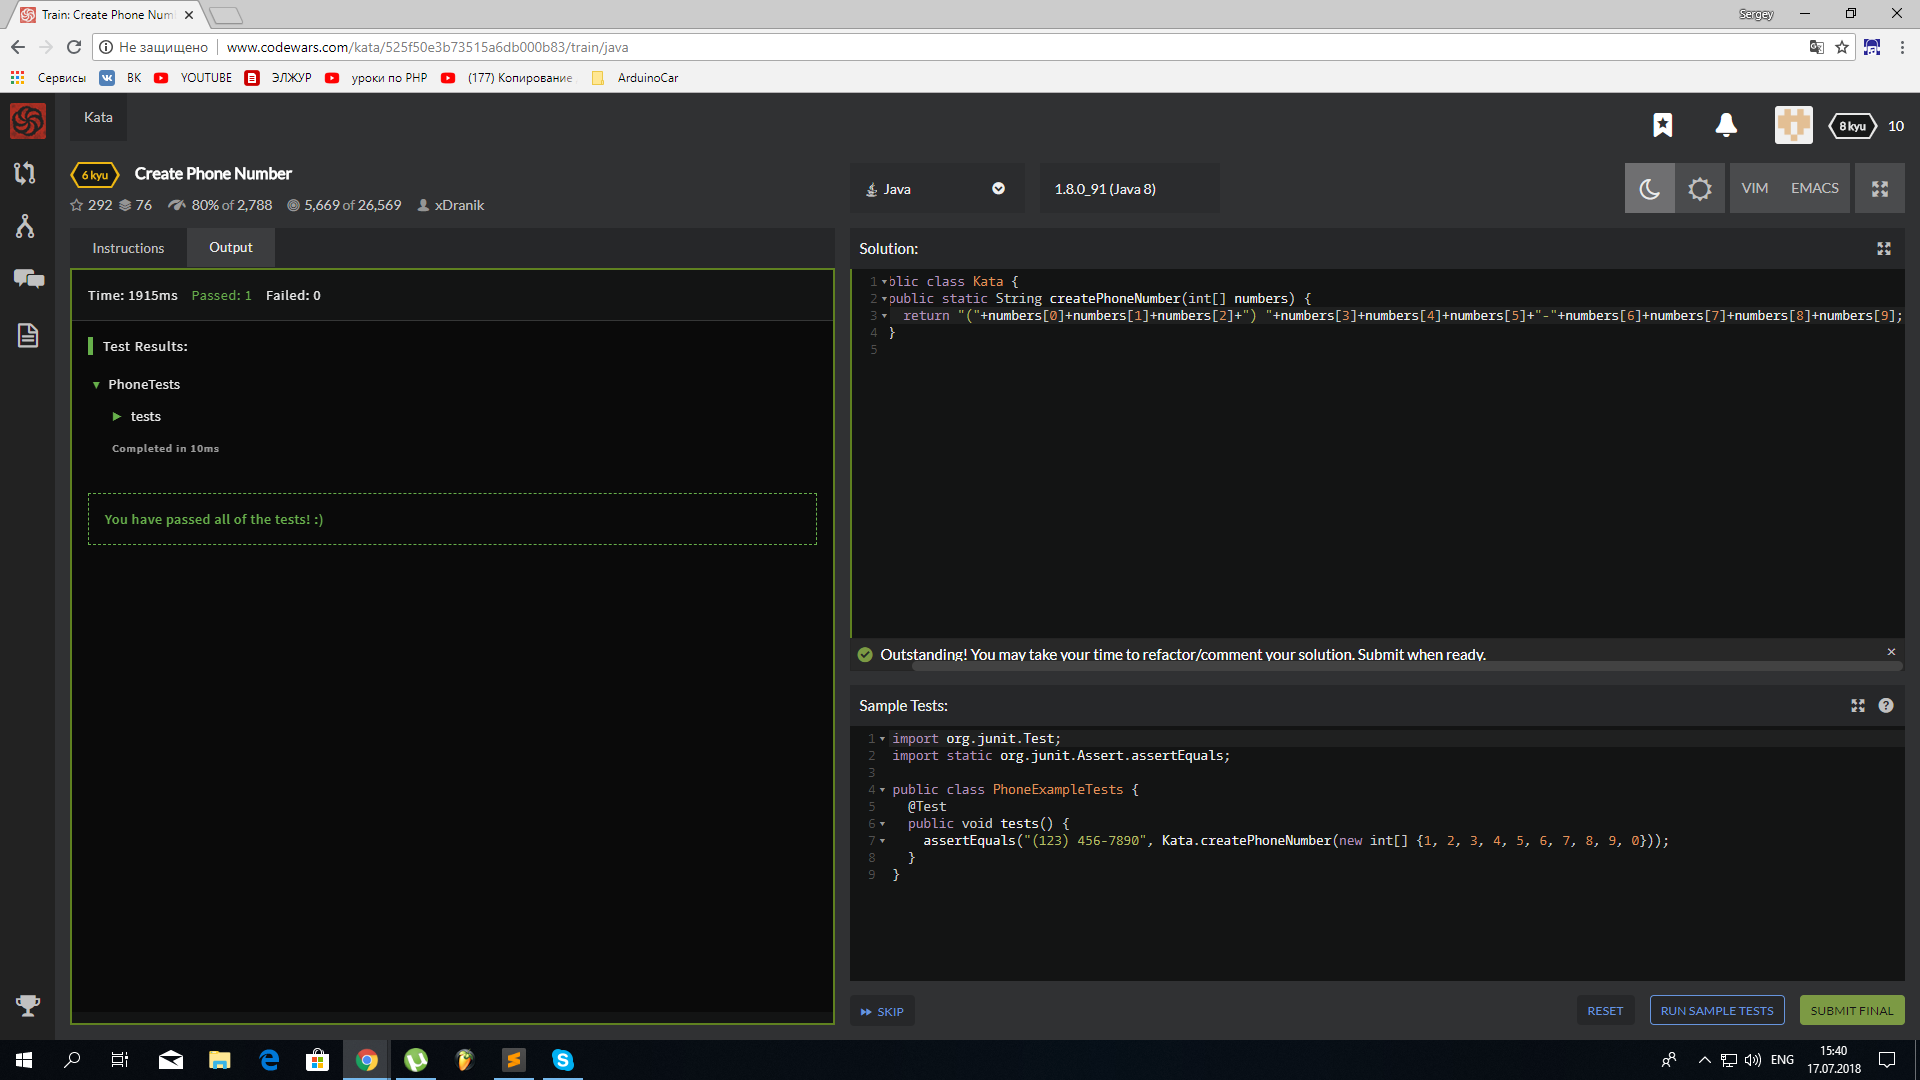 Train: Create Phone Num
Sergey
Не защищено
www.codewars.com/kata/525f50e3b73515a6db000b83/train/java
Сервисы
ВК
YOUTUBE
ЭЛЖУР
уроки по PHP
(177) Копирование
ArduinoCar
Kata
8 kyu
10
6 kyu
Create Phone Number
292
76
80% of 2,788
5,669 of 26,569
xDranik
Java
1.8.0_91 (Java 8)
VIM
EMACS
Instructions
Output
Time: 1915ms Passed: 1 Failed: 0
Test Results:
PhoneTests
tests
Completed in 10ms
You have passed all of the tests! :)
Solution:
1 blic class Kata {
2 public static String createPhoneNumber(int[] numbers) {
3 return "("+numbers[0]+numbers[1]+numbers[2]+") "+numbers[3]+numbers[4]+numbers[5]+"-"+numbers[6]+numbers[7]+numbers[8]+numbers[9];
4 }
5
Outstanding! You may take your time to refactor/comment your solution. Submit when ready.
Sample Tests:
1 import org.junit.Test;
2 import static org.junit.Assert.assertEquals;
3
4 public class PhoneExampleTests {
5 @Test
6 public void tests() {
7 assertEquals("(123) 456-7890", Kata.createPhoneNumber(new int[] {1, 2, 3, 4, 5, 6, 7, 8, 9, 0}));
8 }
9 }
SKIP
RESET
RUN SAMPLE TESTS
SUBMIT FINAL
ENG
15:40
17.07.2018